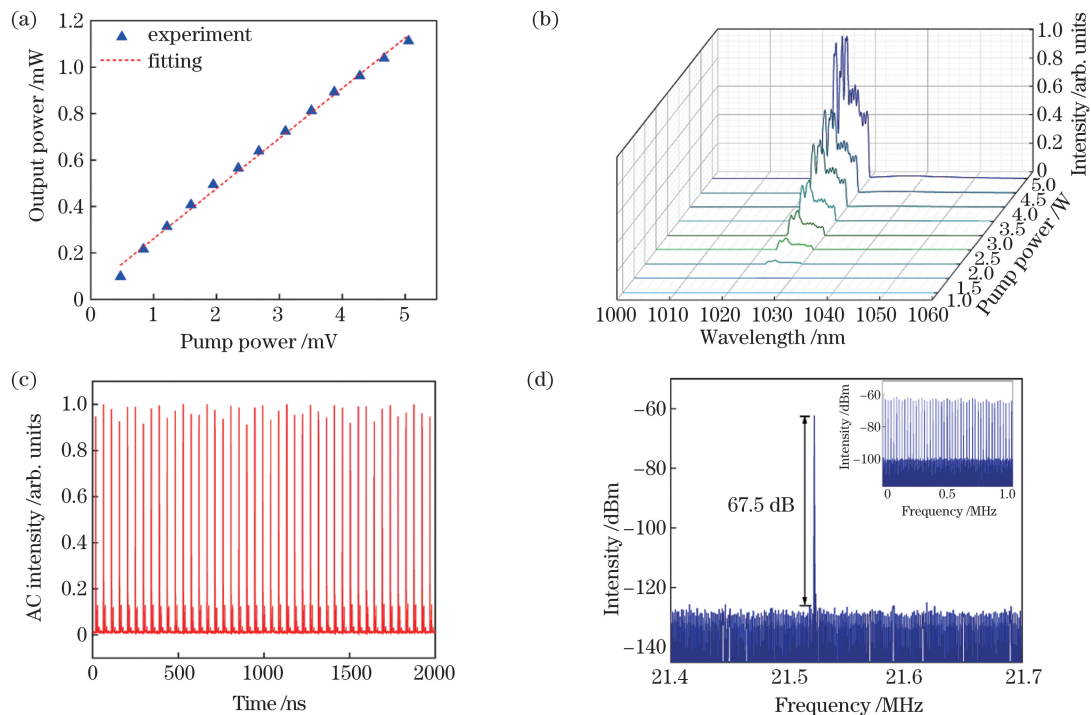 (a)
1.2
1.0
0.8
0.6
0.4
0.2
0
Output power /mW
experiment
fitting
0 1 2 3 4 5
Pump power /mV
(b)
1.0
0.8
0.6
0.4
0.2
0
Intensity /arb. units
5.0
4.5
4.0
3.5
3.0
2.5
2.0
1.5
1.0
Pump power /W
1000 1010 1020 1030 1040 1050 1060
Wavelength /nm
(c)
1.0
0.8
0.6
0.4
0.2
0
AC intensity /arb. units
0 500 1000 1500 2000
Time /ns
(d)
−60
−80
−100
−120
−140
Intensity /dBm
67.5 dB
21.4 21.5 21.6 21.7
Frequency /MHz
−60
−80
−100
Intensity /dBm
0 0.5 1.0
Frequency /MHz